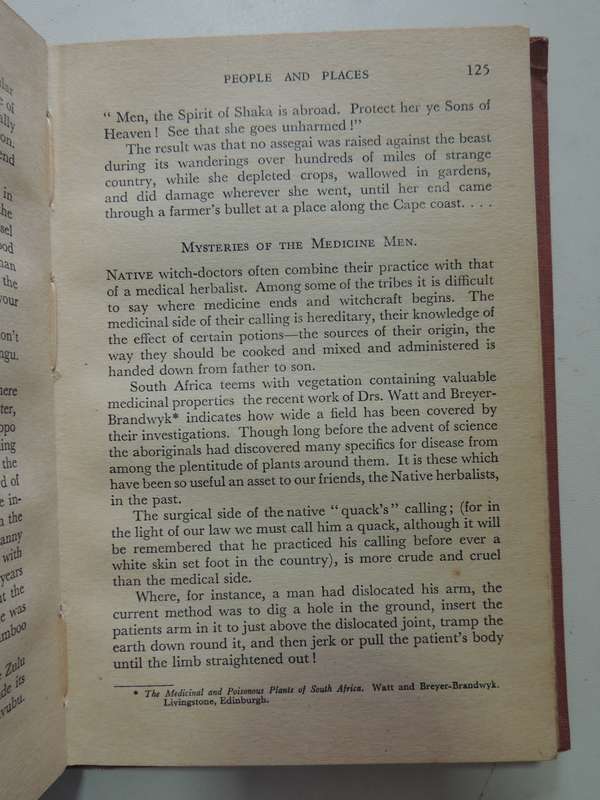 PEOPLE AND PLACES 125
" Men, the Spirit of Shaka is abroad. Protect her ye Sons of
Heaven! See that she goes unharmed!"
The result was that no assegai was raised against the beast
during its wanderings over hundreds of miles of strange
country, while she depleted crops, wallowed in gardens,
and did damage wherever she went, until her end came
through a farmer's bullet at a place along the Cape coast. . . .
MYSTERIES OF THE MEDICINE MEN.
NATIVE witch-doctors often combine their practice with that
of a medical herbalist. Among some of the tribes it is difficult
to say where medicine ends and witchcraft begins. The
medicinal side of their calling is hereditary, their knowledge of
the effect of certain potions—the sources of their origin, the
way they should be cooked and mixed and administered is
handed down from father to son.
South Africa teems with vegetation containing valuable
medicinal properties the recent work of Drs. Watt and Breyer-
Brandwyk* indicates how wide a field has been covered by
their investigations. Though long before the advent of science
the aboriginals had discovered many specifics for disease from
among the plentitude of plants around them. It is these which
have been so useful an asset to our friends, the Native herbalists,
in the past.
The surgical side of the native "quack's" calling; (for in
the light of our law we must call him a quack, although it will
be remembered that he practiced his calling before ever a
white skin set foot in the country), is more crude and cruel
than the medical side.
Where, for instance, a man had dislocated his arm, the
current method was to dig a hole in the ground, insert the
patients arm in it to just above the dislocated joint, tramp the
earth down round it, and then jerk or pull the patient's body
until the limb straightened out!
* The Medicinal and Poisonous Plants of South Africa. Watt and Breyer-Brandwyk.
Livingstone, Edinburgh.